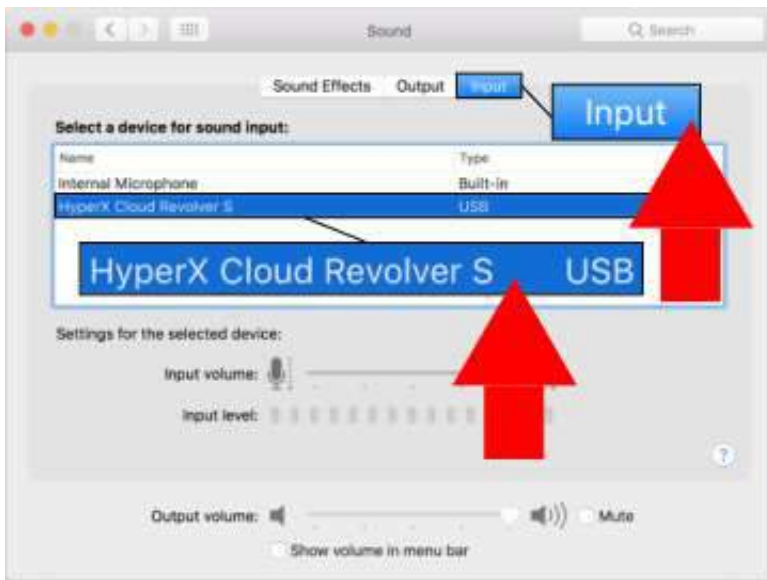 Sound
Search
Sound Effects Output Input
Input
Select a device for sound input:
Name Type
Internal Microphone Built-in
HyperX Cloud Revolver S USB
HyperX Cloud Revolver S USB
Settings for the selected device:
Input volume:
Input level:
?
Output volume: Mute
Show volume in menu bar